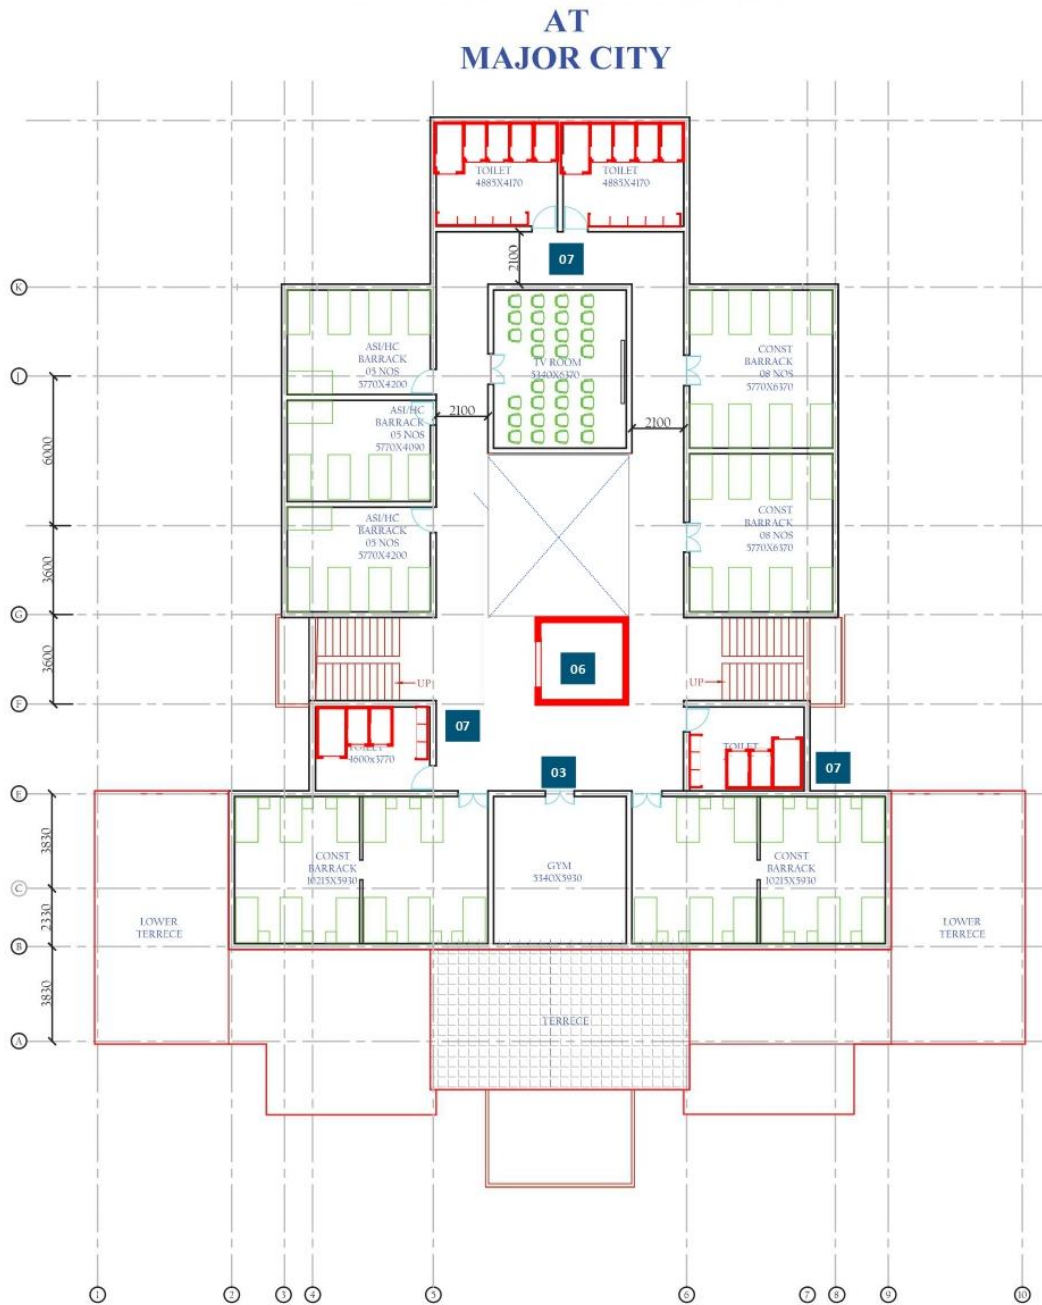 AT
MAJOR CITY
TOILET
4885X4170
TOILET
4885X4170
07
2100
K
ASI/HC
BARRACK
05 NOS
5770X4200
TV ROOM
5340X6370
CONST
BARRACK
08 NOS
5770X6370
J
ASI/HC
BARRACK
05 NOS
5770X4090
2100
2100
6000
ASI/HC
BARRACK
05 NOS
5770X4200
CONST
BARRACK
08 NOS
5770X6370
3600
G
3600
06
UP
UP
F
07
TOILET
4600x3770
TOILET
07
03
E
3830
CONST
BARRACK
10215X5930
GYM
5340X5930
CONST
BARRACK
10215X5930
C
2330
LOWER
TERRECE
LOWER
TERRECE
B
3830
TERRECE
A
1
2
3
4
5
6
7
8
9
10